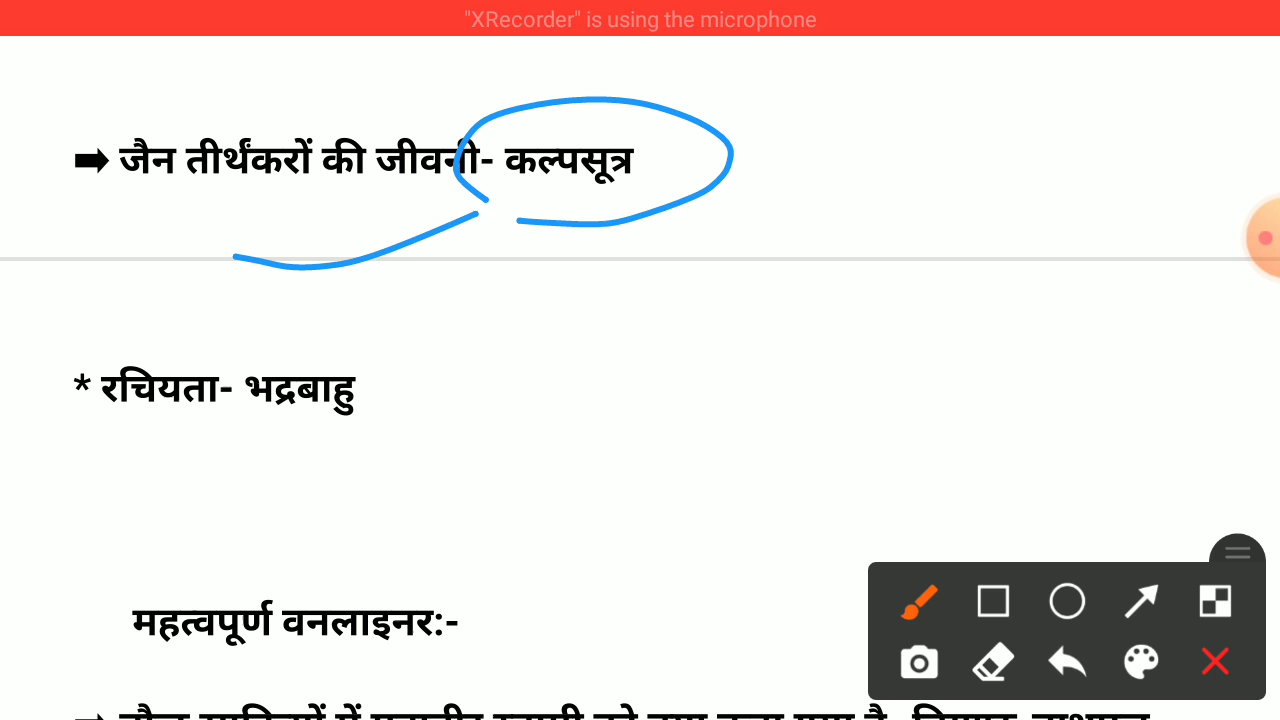 "XRecorder" is using the microphone
➡ जैन तीर्थंकरों की जीवनी- कल्पसूत्र
* रचियता- भद्रबाहु
महत्वपूर्ण वनलाइनर:-